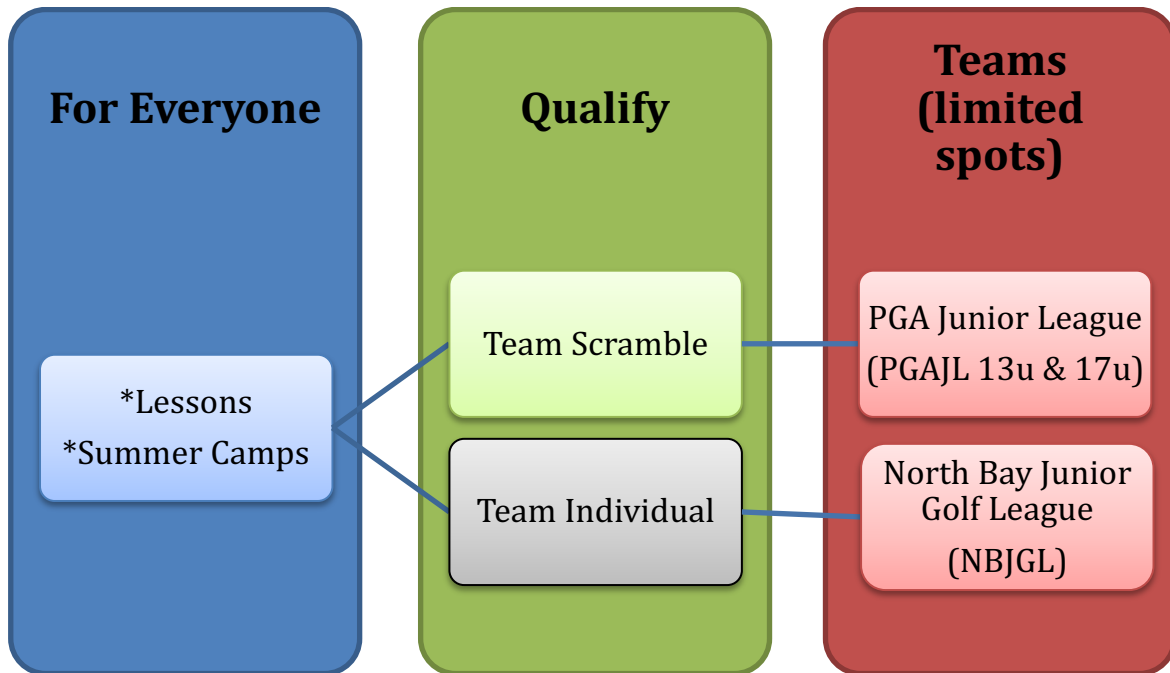 For Everyone
*Lessons
*Summer Camps
Qualify
Team Scramble
Team Individual
Teams
(limited
spots)
PGA Junior League
(PGAJL 13u & 17u)
North Bay Junior
Golf League
(NBJGL)